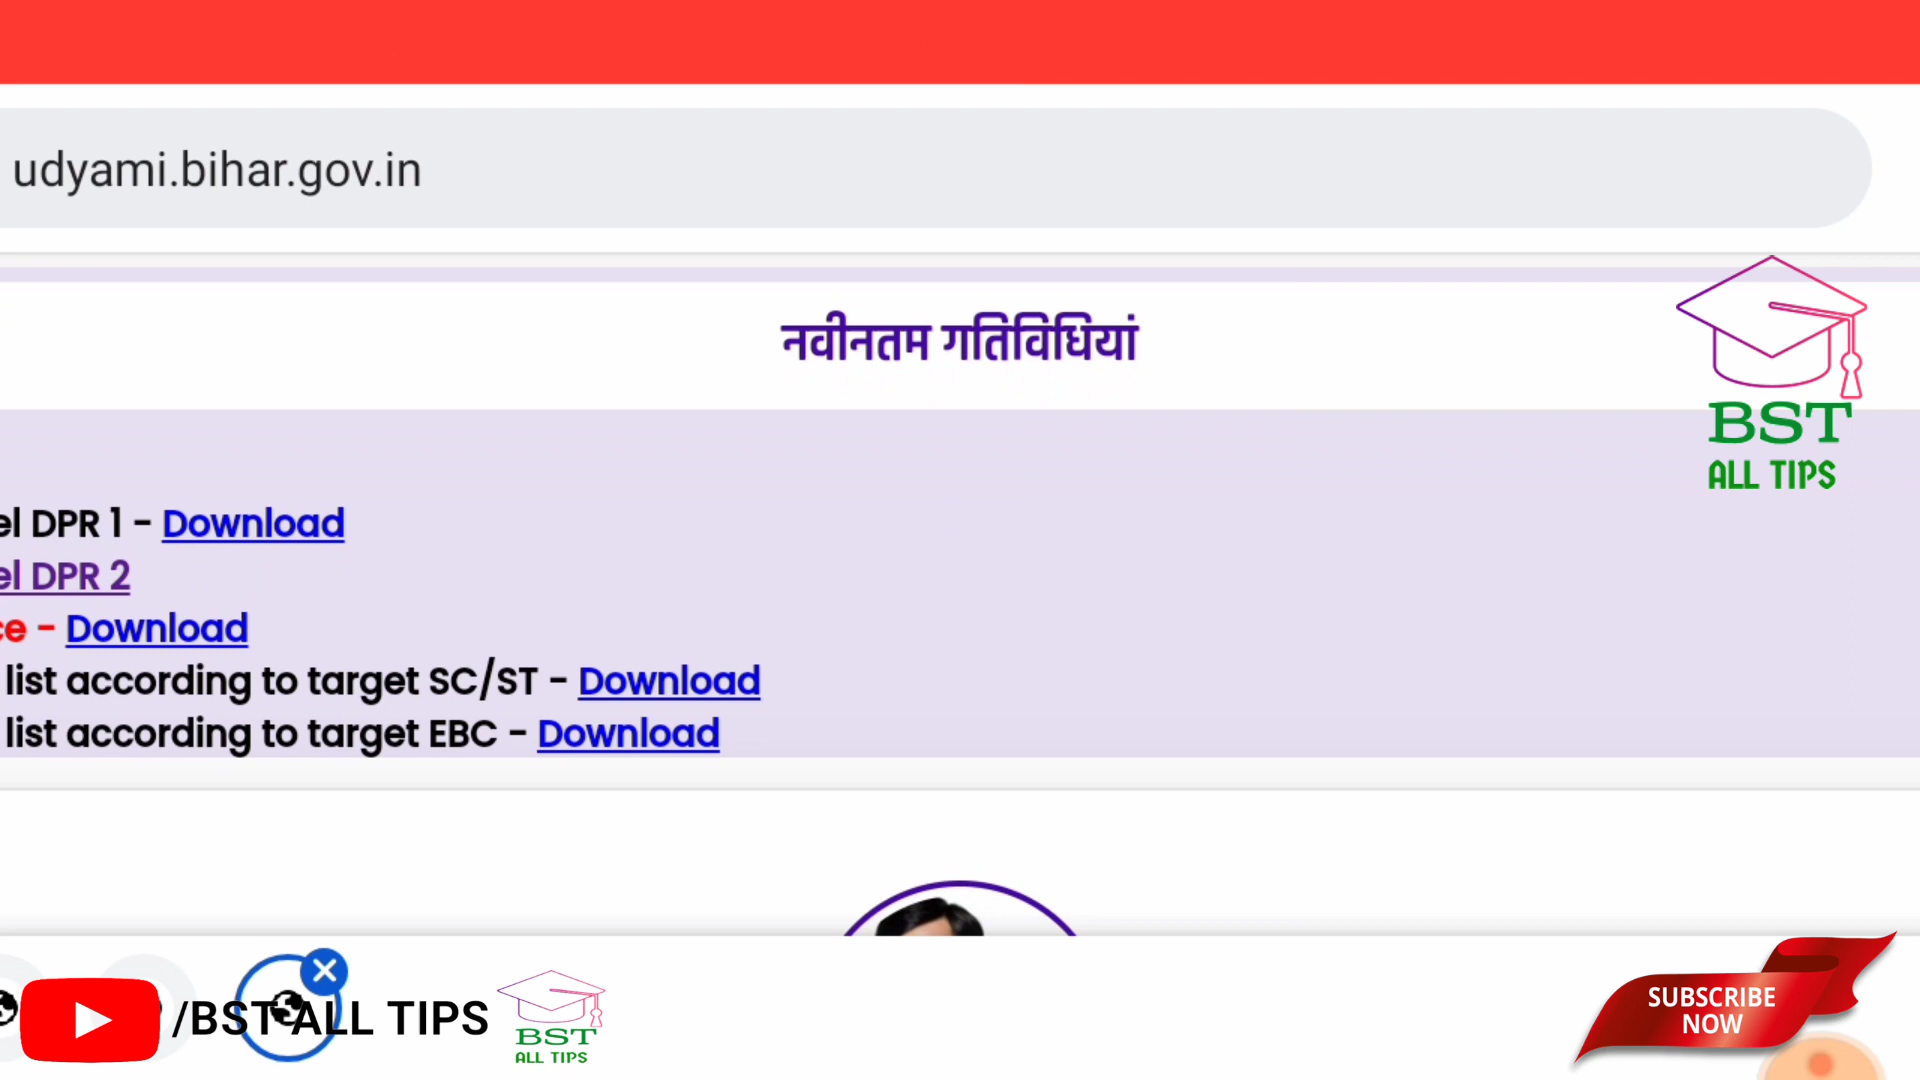 udyami.bihar.gov.in
नवीनतम गतिविधियां
BST
ALL TIPS
el DPR 1 - Download
el DPR 2
ce - Download
list according to target SC/ST - Download
list according to target EBC - Download
/BST ALL TIPS
BST
ALL TIPS
SUBSCRIBE
NOW